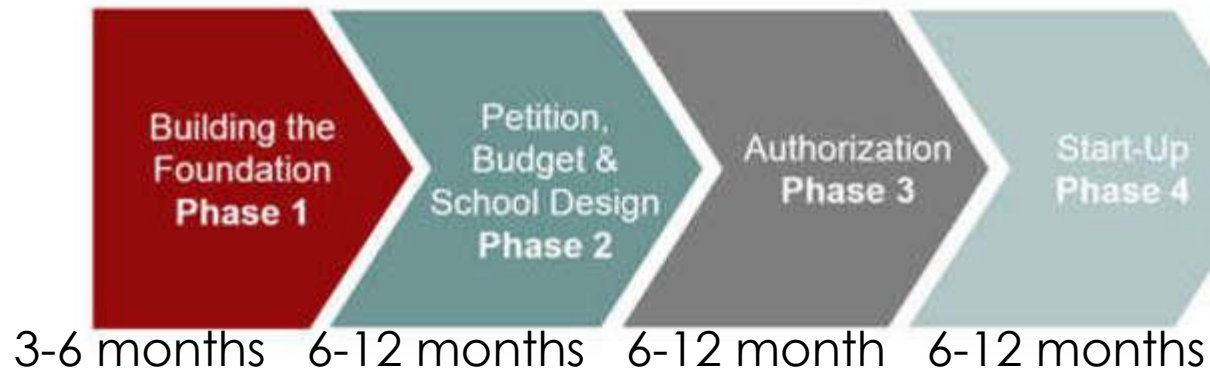 Building the
Foundation
Phase 1
Petition,
Budget &
School Design
Phase 2
Authorization
Phase 3
Start-Up
Phase 4
3-6 months 6-12 months 6-12 month 6-12 months